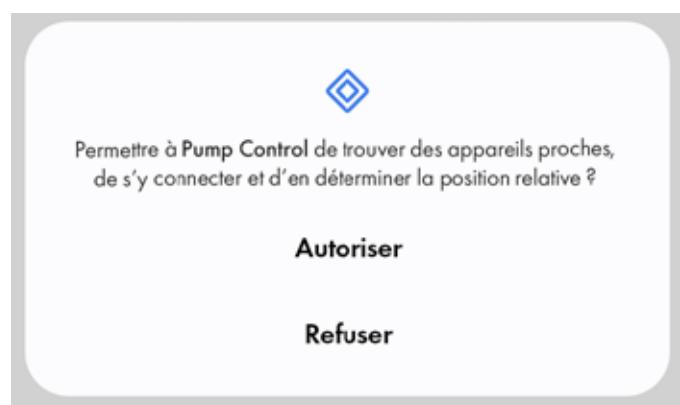 Permettre à Pump Control de trouver des appareils proches,
de s’y connecter et d’en déterminer la position relative ?
Autoriser
Refuser